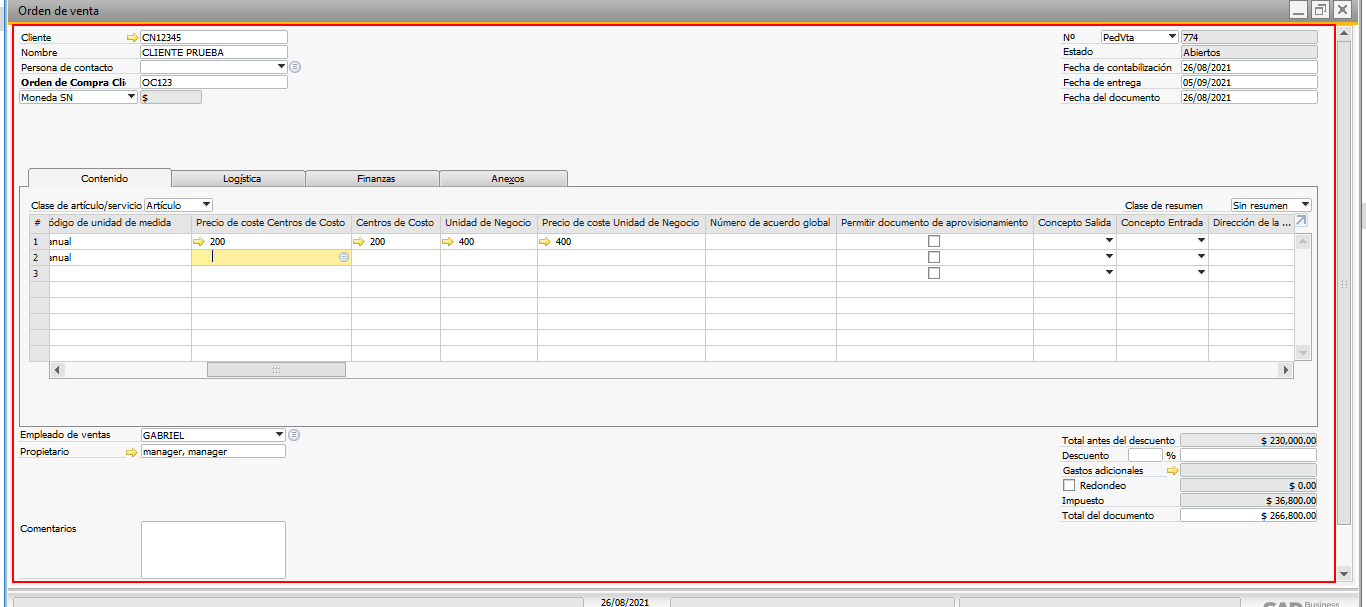 Orden de venta
Cliente CN12345 Nº PedVta 774
Nombre CLIENTE PRUEBA Estado Abiertos
Persona de contacto Fecha de contabilización 26/08/2021
Orden de Compra Cli OC123 Fecha de entrega 05/09/2021
Moneda SN $ Fecha del documento 26/08/2021
Contenido Logística Finanzas Anexos
Clase de artículo/servicio Artículo Clase de resumen Sin resumen
# ódigo de unidad de medida Precio de coste Centros de Costo Centros de Costo Unidad de Negocio Precio de coste Unidad de Negocio Número de acuerdo global Permitir documento de aprovisionamiento Concepto Salida Concepto Entrada Dirección de la ...
1 anual 200 200 400 400
2 anual
3
Empleado de ventas GABRIEL Total antes del descuento $ 230,000.00
Propietario manager, manager Descuento %
Gastos adicionales
Redondeo $ 0.00
Impuesto $ 36,800.00
Total del documento $ 266,800.00
Comentarios
26/08/2021
Business